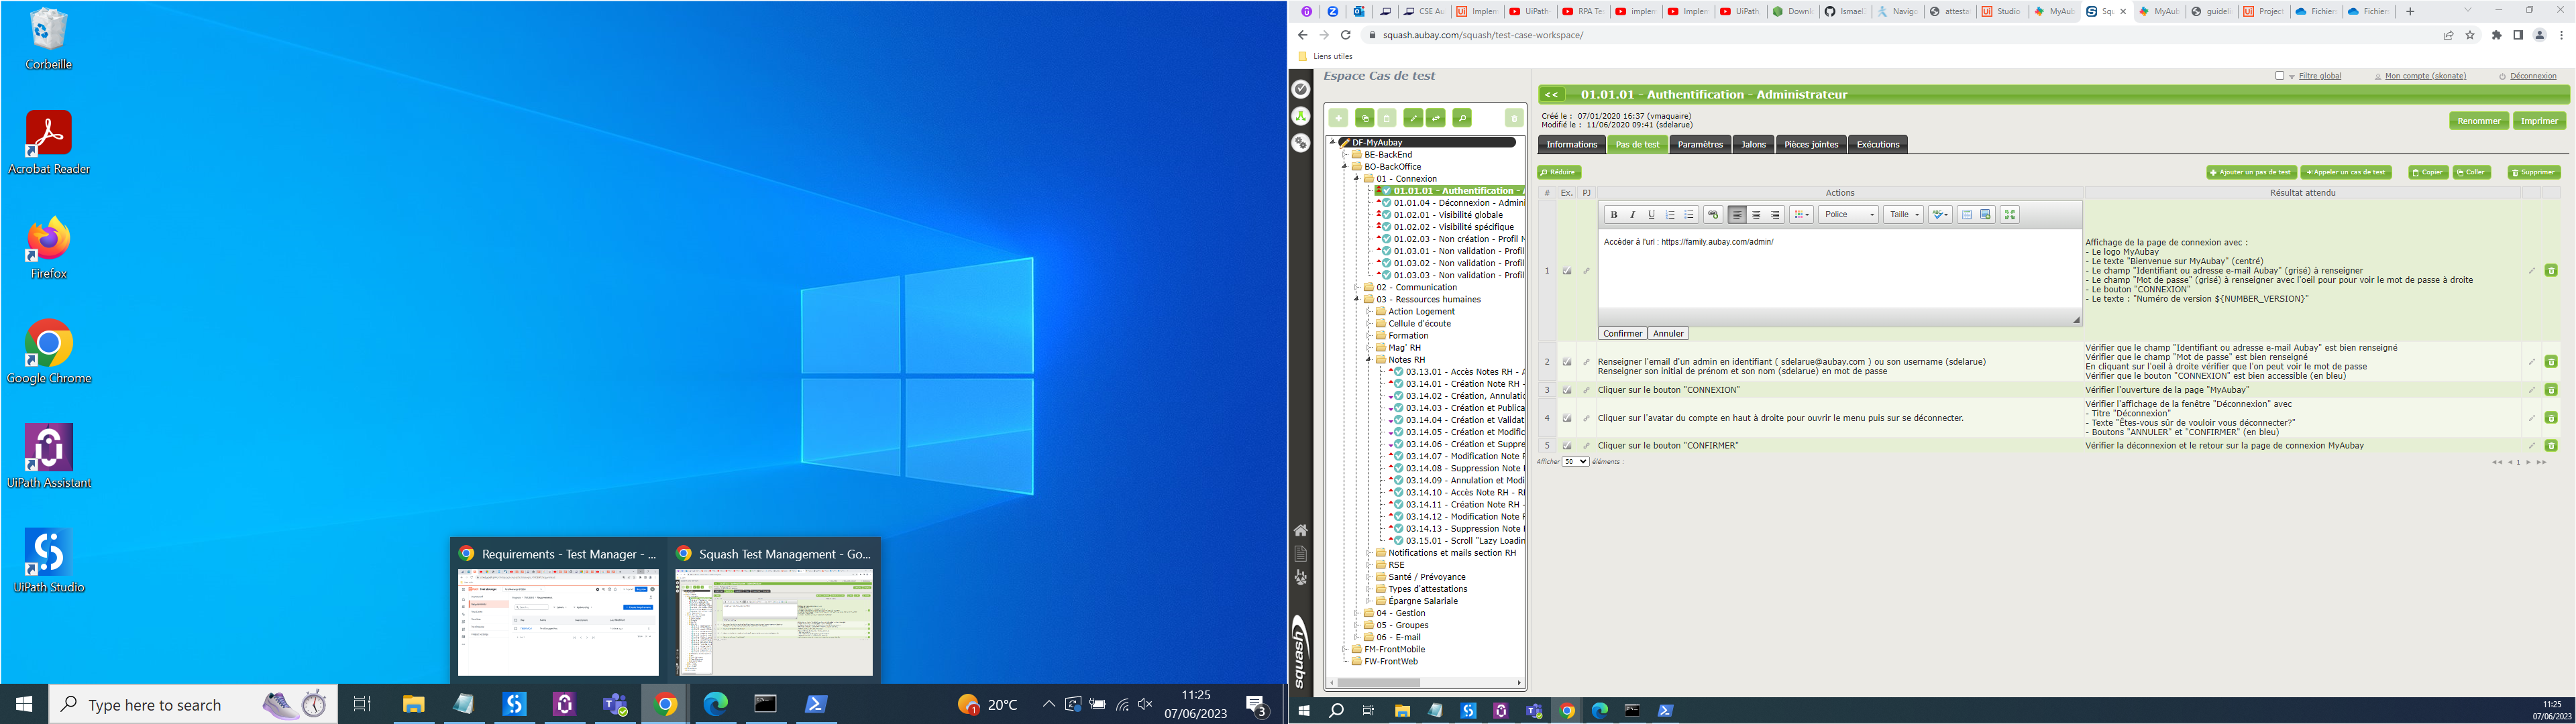 Corbeille
Acrobat Reader
Firefox
Google Chrome
UiPath Assistant
UiPath Studio
Requirements - Test Manager - ...
Squash Test Management - Go...
Type here to search
20°C
11:25
07/06/2023
3
CSE Au
Implem
UiPath
RPA Te
implem
Implem
UiPath
Downl
Ismael
Navig
attesta
Studio
MyAub
Squ
MyAub
guideli
Project
Fichier
Fichier
squash.aubay.com/squash/test-case-workspace/
Liens utiles
Espace Cas de test
Filtre global
Mon compte (skonate)
Déconnexion
<<
01.01.01 - Authentification - Administrateur
Créé le : 07/01/2020 16:37 (vmaquaire)
Modifié le : 11/06/2020 09:41 (sdelarue)
Renommer
Imprimer
Informations
Pas de test
Paramètres
Jalons
Pièces jointes
Exécutions
Réduire
Ajouter un pas de test
Appeler un cas de test
Copier
Coller
Supprimer
# Ex. PJ Actions Résultat attendu
B I U
Police
Taille
1
Accèder à l'url : https://family.aubay.com/admin/
Confirmer
Annuler
Affichage de la page de connexion avec :
- Le logo MyAubay
- Le texte "Bienvenue sur MyAubay" (centré)
- Le champ "Identifiant ou adresse e-mail Aubay" (grisé) à renseigner
- Le champ "Mot de passe" (grisé) à renseigner avec l'oeil pour pour voir le mot de passe à droite
- Le bouton "CONNEXION"
- Le texte : "Numéro de version ${NUMBER_VERSION}"
2
Renseigner l'email d'un admin en identifiant ( sdelarue@aubay.com ) ou son username (sdelarue)
Renseigner son initial de prénom et son nom (sdelarue) en mot de passe
Vérifier que le champ "Identifiant ou adresse e-mail Aubay" est bien renseigné
Vérifier que le champ "Mot de passe" est bien renseigné
En cliquant sur l'oeil à droite vérifier que l'on peut voir le mot de passe
Vérifier que le bouton "CONNEXION" est bien accessible (en bleu)
3
Cliquer sur le bouton "CONNEXION"
Vérifier l'ouverture de la page "MyAubay"
4
Cliquer sur l'avatar du compte en haut à droite pour ouvrir le menu puis sur se déconnecter.
Vérifier l'affichage de la fenêtre "Déconnexion" avec
- Titre "Déconnexion"
- Texte "Êtes-vous sûr de vouloir vous déconnecter?"
- Boutons "ANNULER" et "CONFIRMER" (en bleu)
5
Cliquer sur le bouton "CONFIRMER"
Vérifier la déconnexion et le retour sur la page de connexion MyAubay
Afficher 50 éléments :
1
DF-MyAubay
BE-BackEnd
BO-BackOffice
01 - Connexion
01.01.01 - Authentification -
01.01.04 - Déconnexion - Admini
01.02.01 - Visibilité globale
01.02.02 - Visibilité spécifique
01.02.03 - Non création - Profil
01.03.01 - Non validation - Profil
01.03.02 - Non validation - Profil
01.03.03 - Non validation - Profil
02 - Communication
03 - Ressources humaines
Action Logement
Cellule d'écoute
Formation
Mag' RH
Notes RH
03.13.01 - Accès Notes RH -
03.14.01 - Création Note RH -
03.14.02 - Création, Annulatio
03.14.03 - Création et Publica
03.14.04 - Création et Validat
03.14.05 - Création et Modific
03.14.06 - Création et Suppre
03.14.07 - Modification Note
03.14.08 - Suppression Note
03.14.09 - Annulation et Modi
03.14.10 - Accès Note RH -
03.14.11 - Création Note RH
03.14.12 - Modification Note
03.14.13 - Suppression Note
03.15.01 - Scroll "Lazy Loadin
Notifications et mails section RH
RSE
Santé / Prévoyance
Types d'attestations
Épargne Salariale
04 - Gestion
05 - Groupes
06 - E-mail
FM-FrontMobile
FW-FrontWeb
squash
11:25
07/06/2023